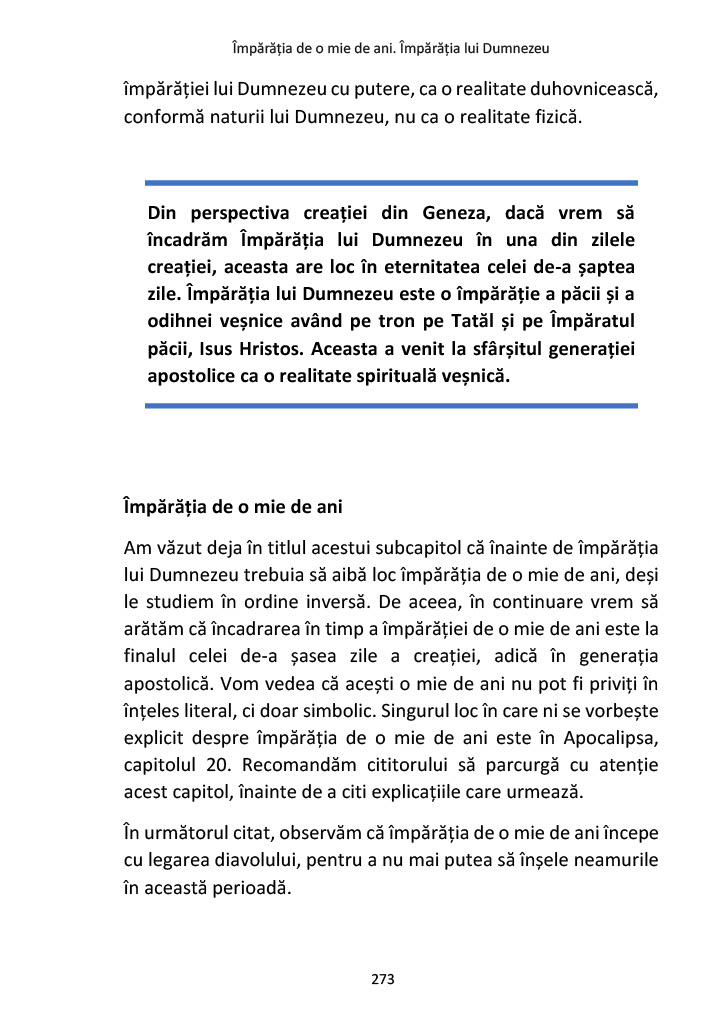 Împărăția de o mie de ani. Împărăția lui Dumnezeu
împărăției lui Dumnezeu cu putere, ca o realitate duhovnicească,
conformă naturii lui Dumnezeu, nu ca o realitate fizică.
Din perspectiva creației din Geneza, dacă vrem să
încadrăm Împărăția lui Dumnezeu în una din zilele
creației, aceasta are loc în eternitatea celei de-a șaptea
zile. Împărăția lui Dumnezeu este o împărăție a păcii și a
odihnei veșnice având pe tron pe Tatăl și pe Împăratul
păcii, Isus Hristos. Aceasta a venit la sfârșitul generației
apostolice ca o realitate spirituală veșnică.
Împărăția de o mie de ani
Am văzut deja în titlul acestui subcapitol că înainte de împărăția
lui Dumnezeu trebuia să aibă loc împărăția de o mie de ani, deși
le studiem în ordine inversă. De aceea, în continuare vrem să
arătăm că încadrarea în timp a împărăției de o mie de ani este la
finalul celei de-a șasea zile a creației, adică în generația
apostolică. Vom vedea că acești o mie de ani nu pot fi priviți în
înțeles literal, ci doar simbolic. Singurul loc în care ni se vorbește
explicit despre împărăția de o mie de ani este în Apocalipsa,
capitolul 20. Recomandăm cititorului să parcurgă cu atenție
acest capitol, înainte de a citi explicațiile care urmează.
În următorul citat, observăm că împărăția de o mie de ani începe
cu legarea diavolului, pentru a nu mai putea să înșele neamurile
în această perioadă.
273